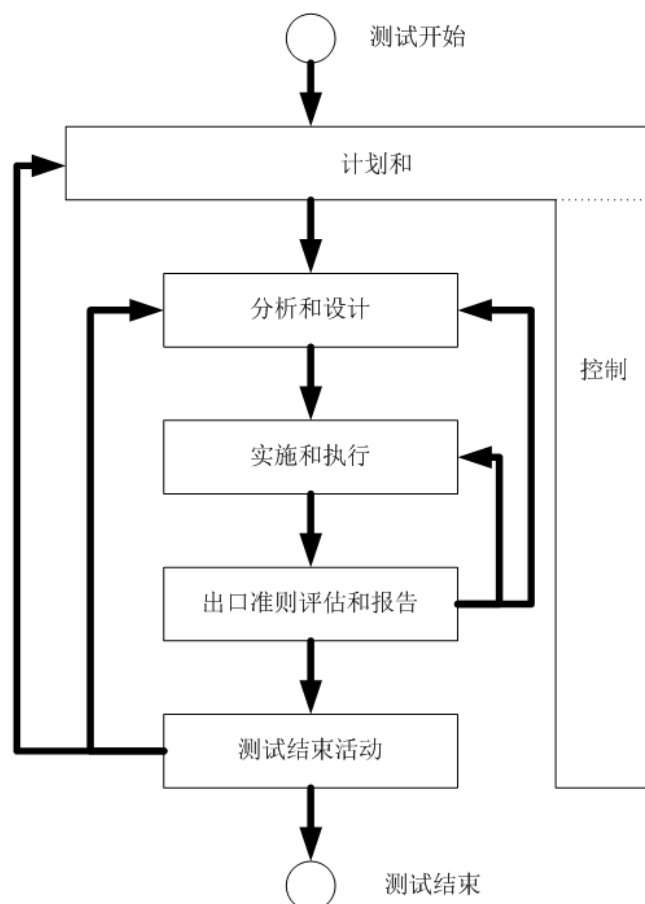 测试开始
计划和
分析和设计
控制
实施和执行
出口准则评估和报告
测试结束活动
测试结束